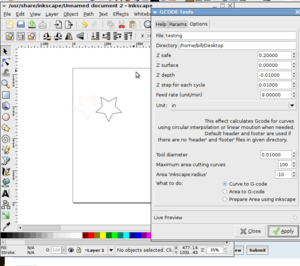 /usr/share/inkscape/Unnamed document 2 - Inkscape
File Edit View Layer Object Path Text
GCODE Tools
Help Params Options
File testing
Directory /home/bill/Desktop
Z safe 0.20000
Z surface 0.00000
Z depth -0.01000
Z step for each cycle 0.01000
Feed rate (unit/min) 9.00000
Unit: in
This effect calculates Gcode for curves
using circular interpolation or linear mountion when needed.
Default header and footer are used if
there are no "header" and "footer" files in given directory.
Tool diameter 0.01000
Maximum area cutting curves 100
Area 'inkscape:radius' -10
What to do: Curve to G-code
Area to G-code
Prepare Area using inkscape
Live Preview
Close Apply
Fill: N/A
Stroke: N/A
Layer 1 No objects selected. C
X: 477.14
Y: 1001.43
Z: 35%
Submit